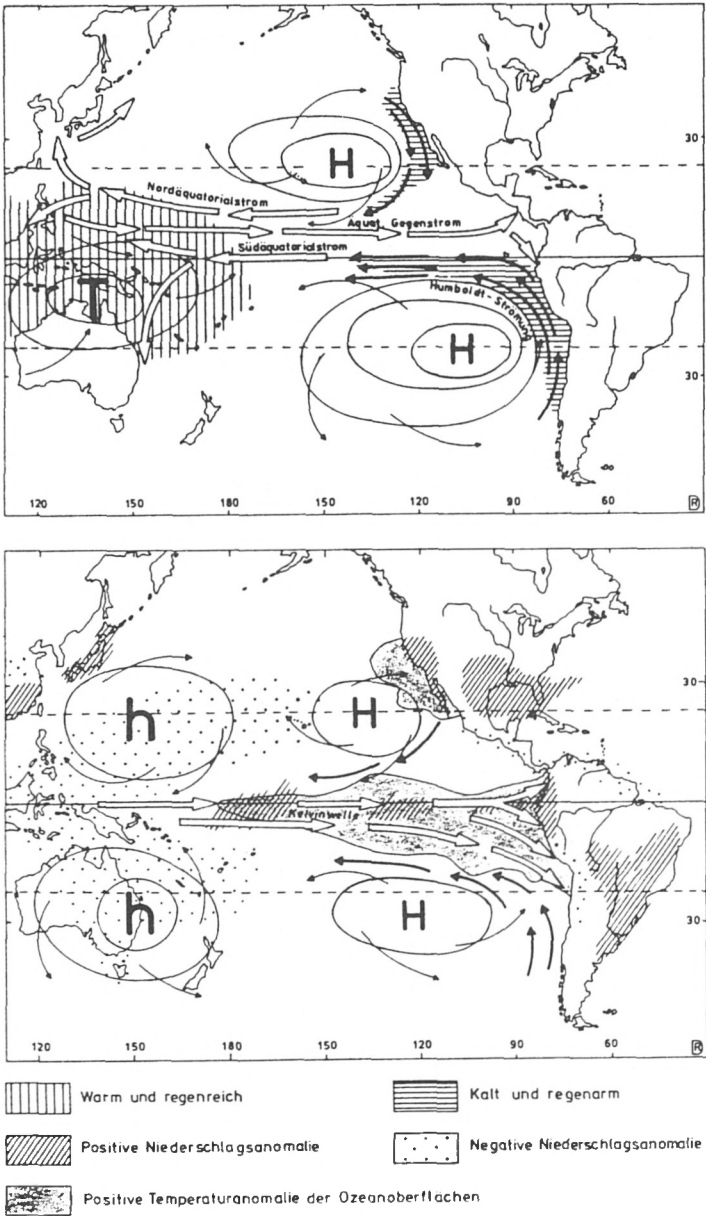 H
30
Nordäquatorialstrom
Äquat. Gegenstrom
Südäquatorialstrom
T
Humboldt-Strömung
H
30
120 150 180 150 120 90 60 R
h
H
30
Kelvinwelle
h
H
30
120 150 180 150 120 90 60 R
Warm und regenreich
Kalt und regenarm
Positive Niederschlagsanomalie
Negative Niederschlagsanomalie
Positive Temperaturanomalie der Ozeanoberflächen